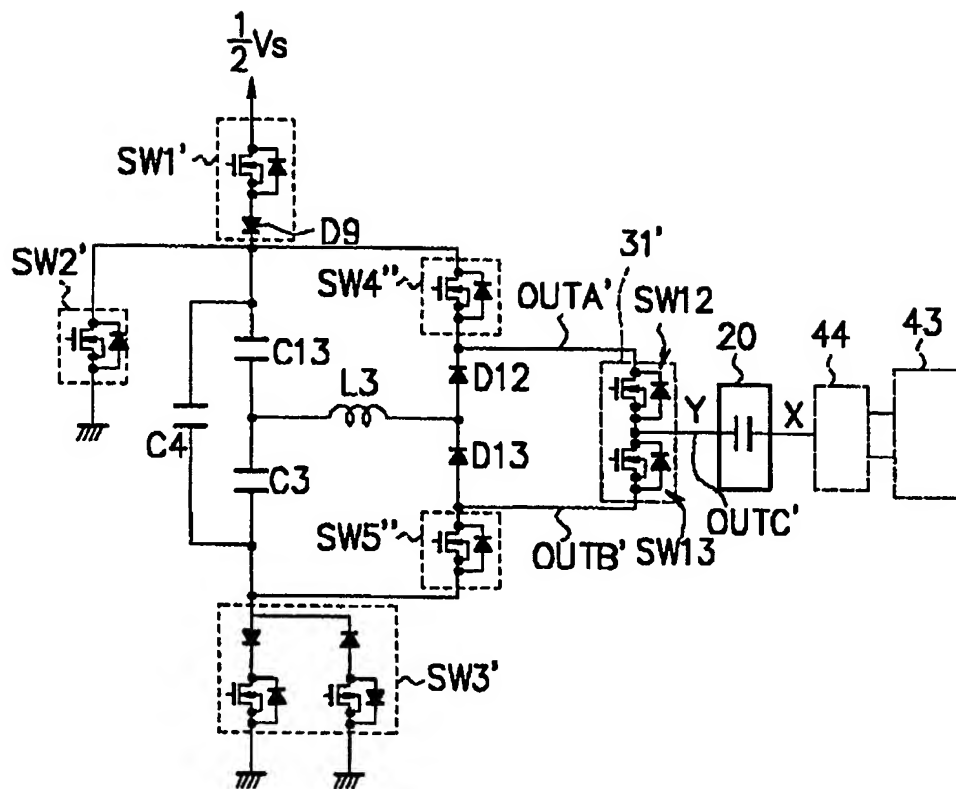 ½Vs
SW1'
D9
SW2'
SW4"
31'
OUTA'
SW12
C13
D12
20
44
43
L3
Y
X
C4
D13
C3
SW5"
OUTB'
SW13
OUTC'
SW3'